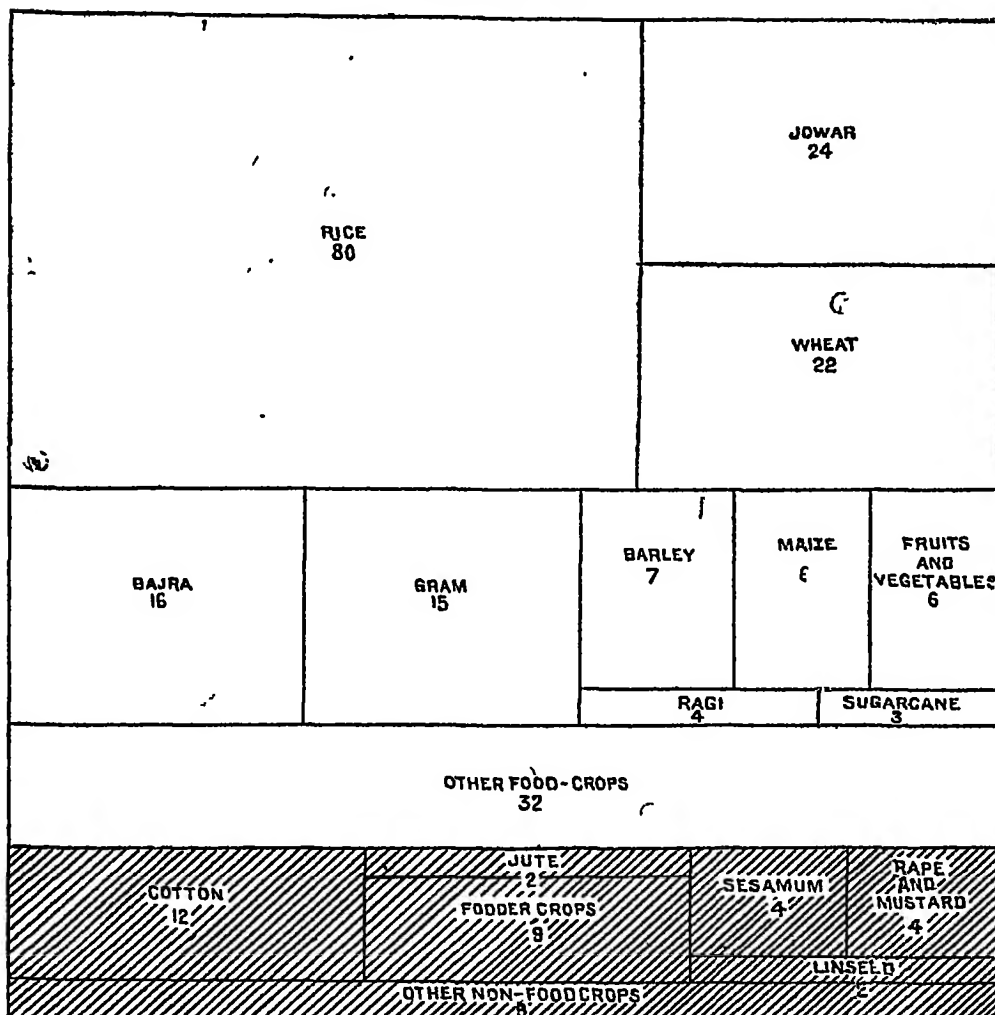 JOWAR
24
RICE
80
WHEAT
22
BAJRA
16
GRAM
15
BARLEY
7
MAIZE
6
FRUITS
AND
VEGETABLES
6
RAGI
4
SUGARCANE
3
OTHER FOOD-CROPS
32
COTTON
12
JUTE
2
FODDER CROPS
9
SESAMUM
4
RAPE
AND
MUSTARD
4
LINSEED
OTHER NON-FOODCROPS